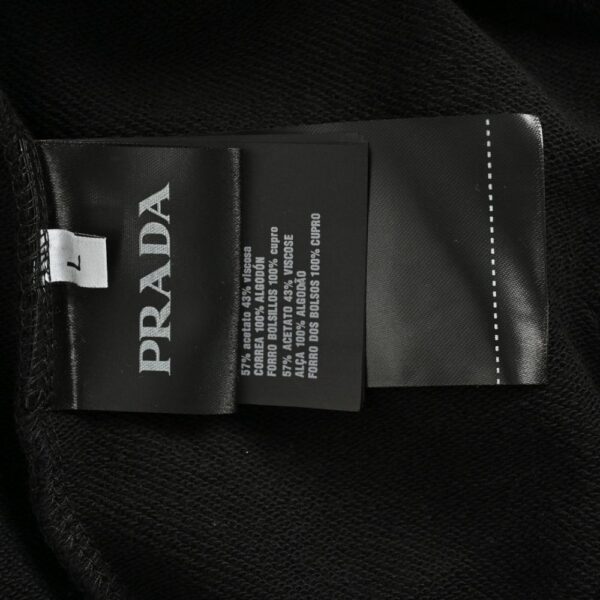 PRADA
L
57% acetato 43% viscosa
CORREA 100% ALGODÓN
FORRO BOLSILLOS 100% cupro
57% ACETATO 43% VISCOSE
ALÇA 100% ALGODÃO
FORRO DOS BOLSOS 100% CUPRO